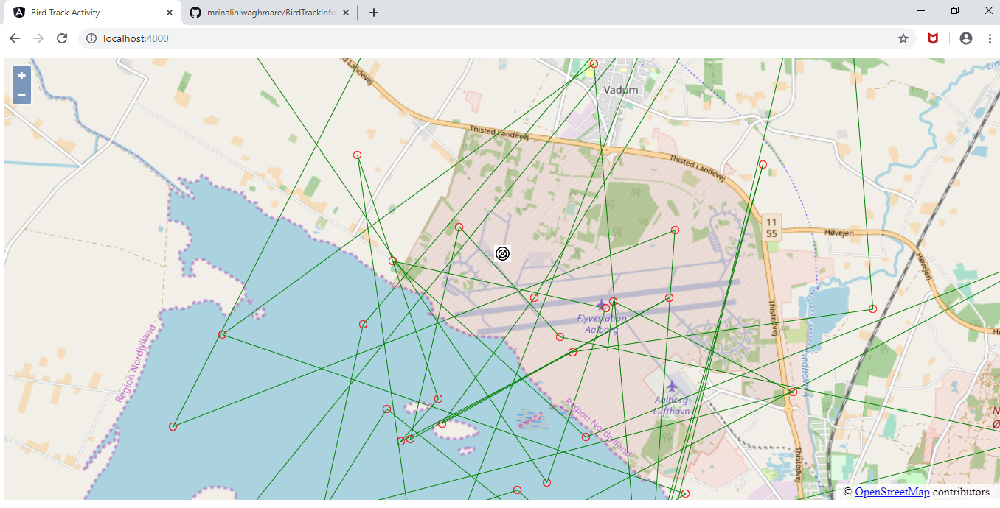 Bird Track Activity
mrinaliniwaghmare/BirdTrackInfo
localhost:4800
+
−
Landevej
Vadum
Thisted Landevej
Thisted Landevej
11
55
Høvejen
Høvejen
Thistedvej
Flyvestation
Aalborg
Region Nordjylland
Lindholm Å
Aalborg
Lufthavn
Region Nordjylland
Thistedvej
© OpenStreetMap contributors.